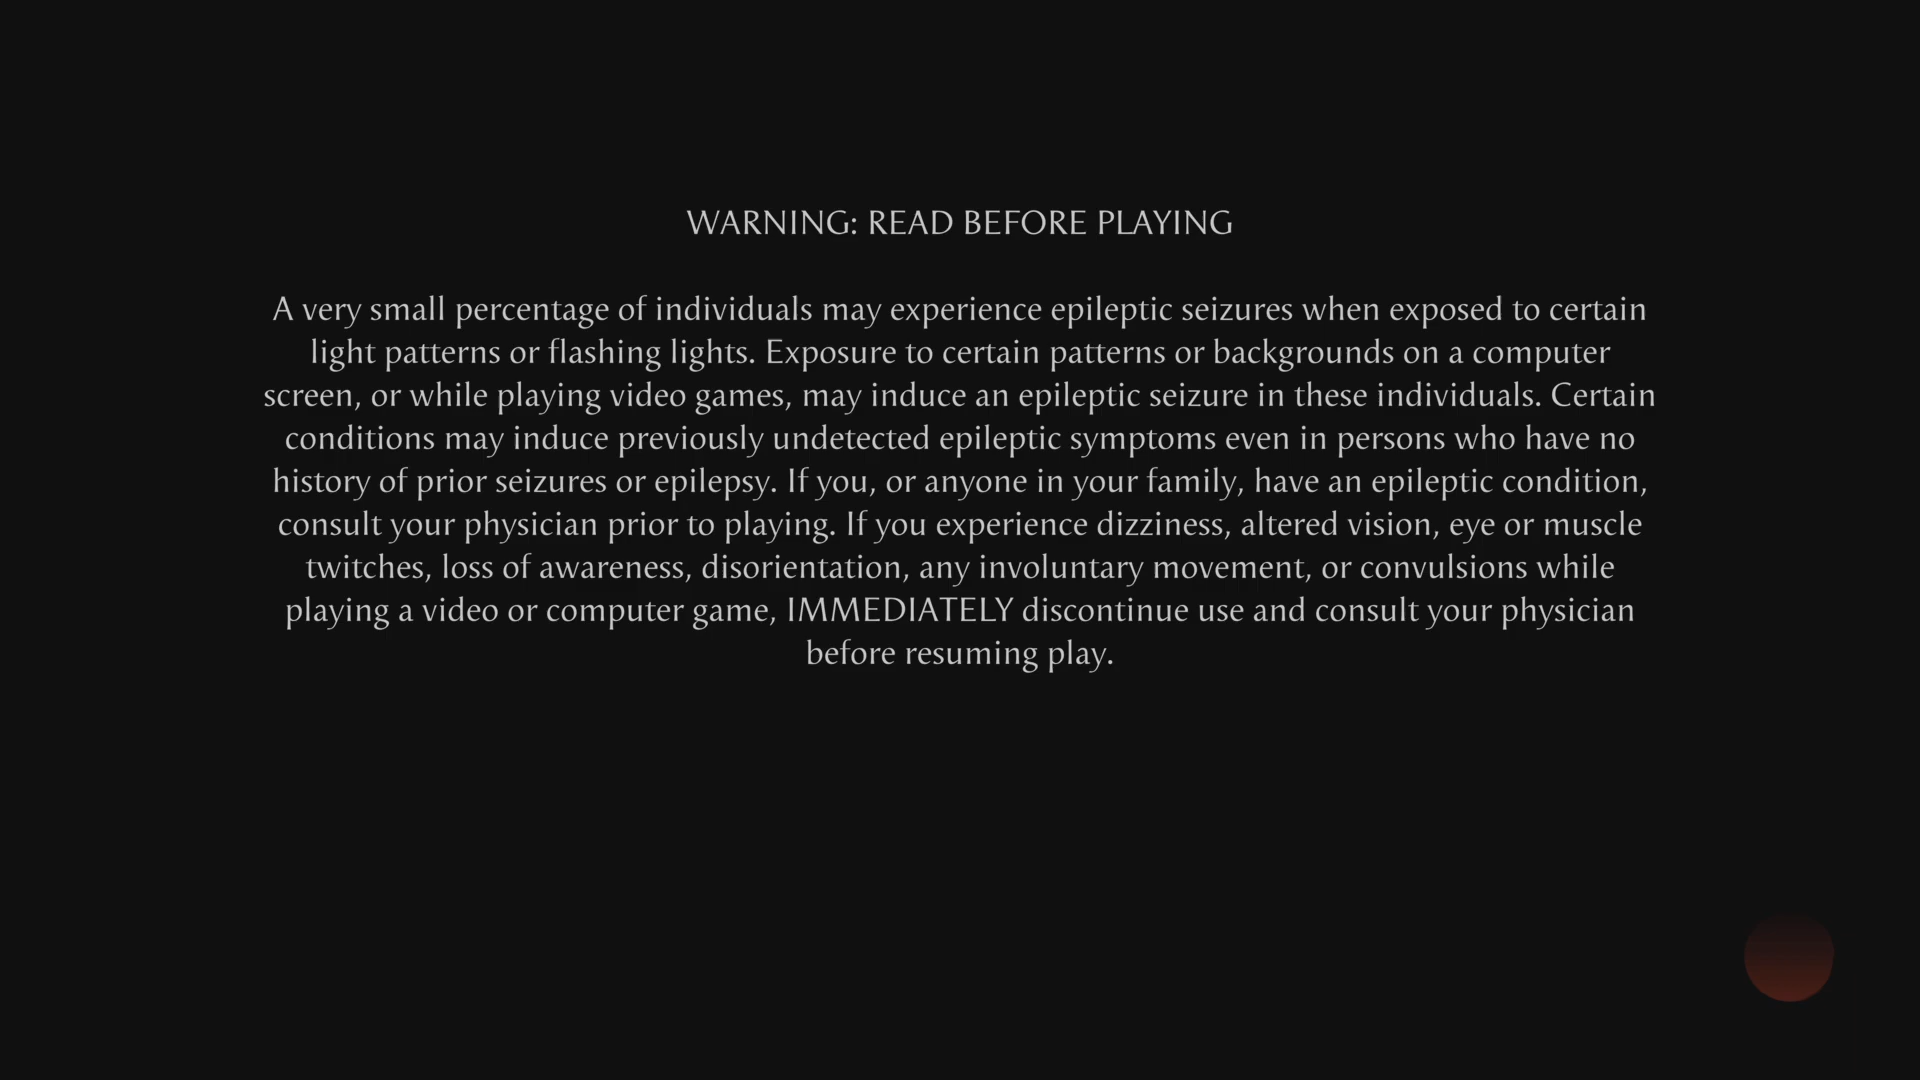 WARNING: READ BEFORE PLAYING
A very small percentage of individuals may experience epileptic seizures when exposed to certain
light patterns or flashing lights. Exposure to certain patterns or backgrounds on a computer
screen, or while playing video games, may induce an epileptic seizure in these individuals. Certain
conditions may induce previously undetected epileptic symptoms even in persons who have no
history of prior seizures or epilepsy. If you, or anyone in your family, have an epileptic condition,
consult your physician prior to playing. If you experience dizziness, altered vision, eye or muscle
twitches, loss of awareness, disorientation, any involuntary movement, or convulsions while
playing a video or computer game, IMMEDIATELY discontinue use and consult your physician
before resuming play.